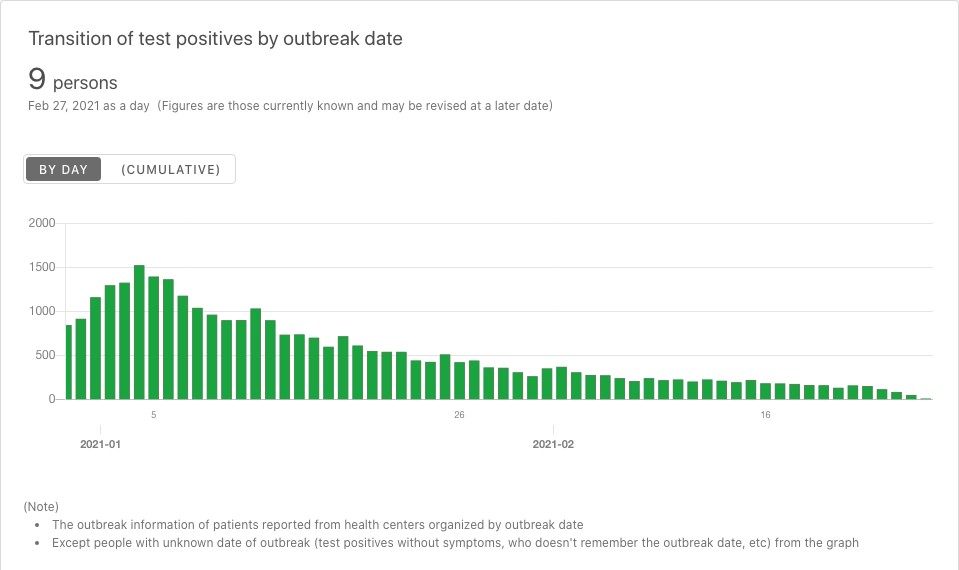 Transition of test positives by outbreak date
9 persons
Feb 27, 2021 as a day (Figures are those currently known and may be revised at a later date)
BY DAY (CUMULATIVE)
2000
1500
1000
500
0
5 26 16
2021-01 2021-02
(Note)
• The outbreak information of patients reported from health centers organized by outbreak date
• Except people with unknown date of outbreak (test positives without symptoms, who doesn't remember the outbreak date, etc) from the graph